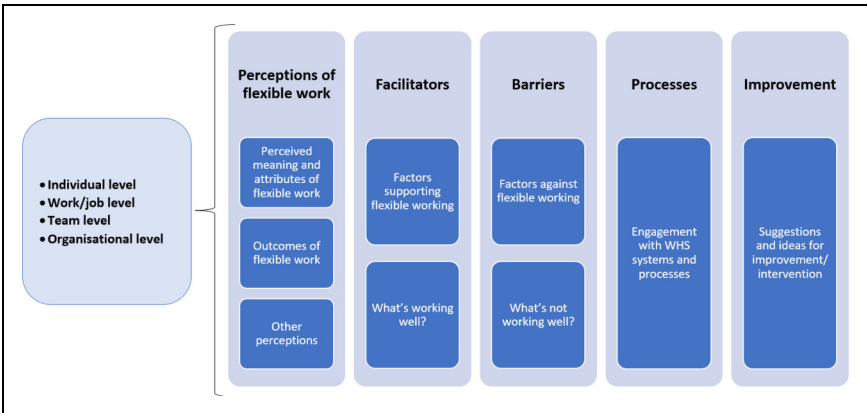 • Individual level
• Work/job level
• Team level
• Organisational level
Perceptions of
flexible work
Perceived
meaning and
attributes of
flexible work
Outcomes of
flexible work
Other
perceptions
Facilitators
Factors
supporting
flexible working
What's working
well?
Barriers
Factors against
flexible working
What's not
working well?
Processes
Engagement
with WHS
systems and
processes
Improvement
Suggestions
and ideas for
improvement/
intervention